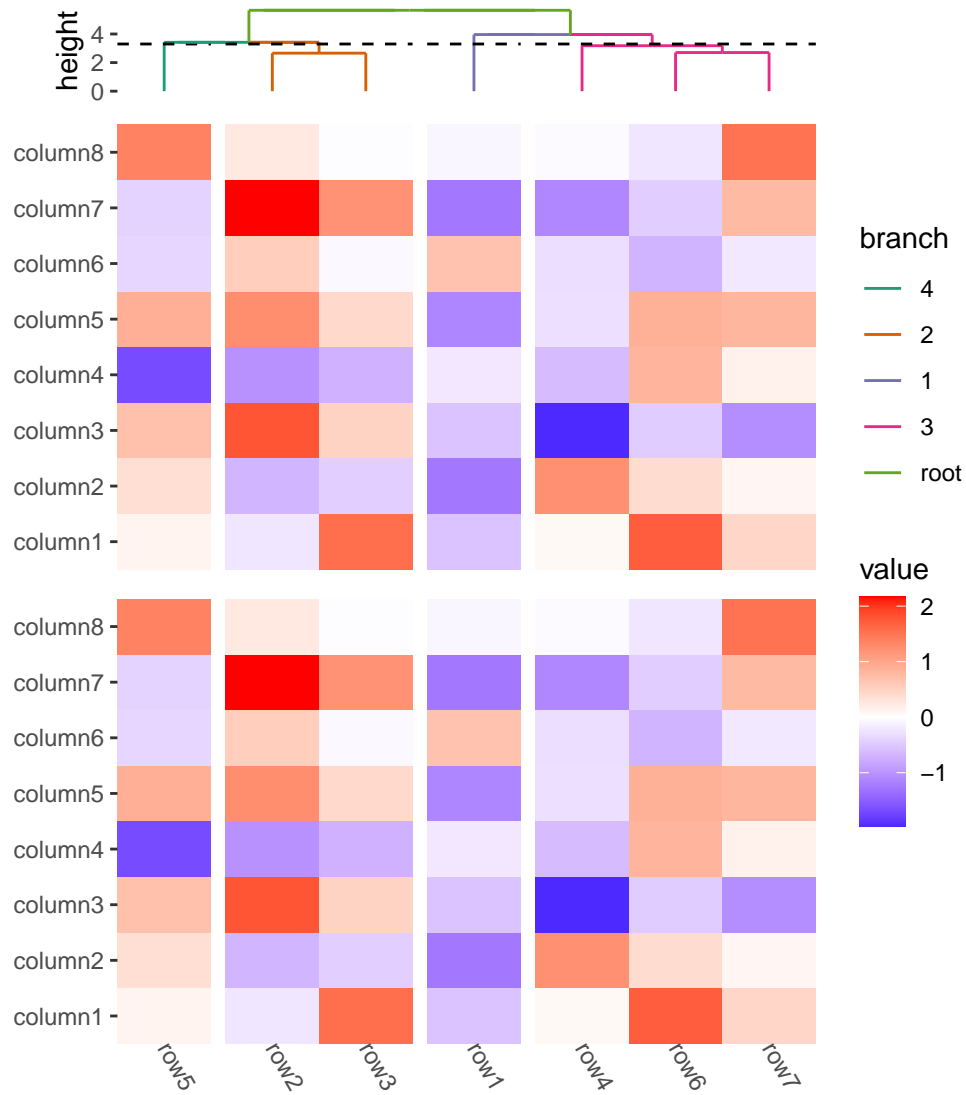 height
4
2
0
column8
column7
column6
column5
column4
column3
column2
column1
column8
column7
column6
column5
column4
column3
column2
column1
row5
row2
row3
row1
row4
row6
row7
branch
4
2
1
3
root
value
2
1
0
−1